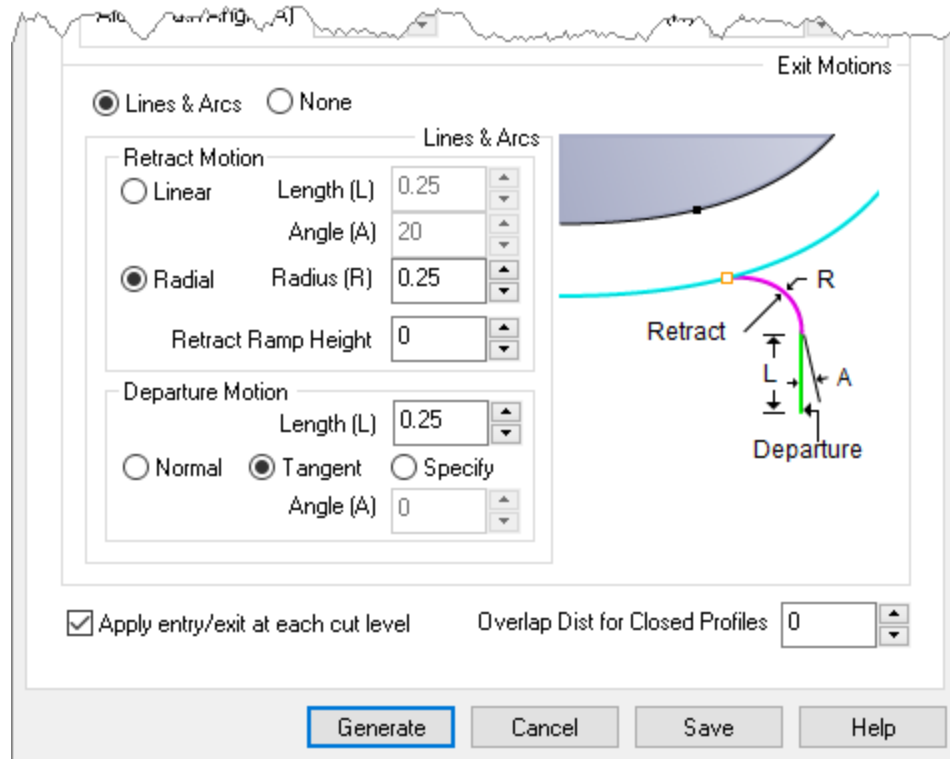 Exit Motions
Lines & Arcs None
Lines & Arcs
Retract Motion
Linear Length (L) 0.25
Angle (A) 20
Radial Radius (R) 0.25
Retract Ramp Height 0
Departure Motion
Length (L) 0.25
Normal Tangent Specify
Angle (A) 0
R
Retract
L A
Departure
Apply entry/exit at each cut level Overlap Dist for Closed Profiles 0
Generate Cancel Save Help